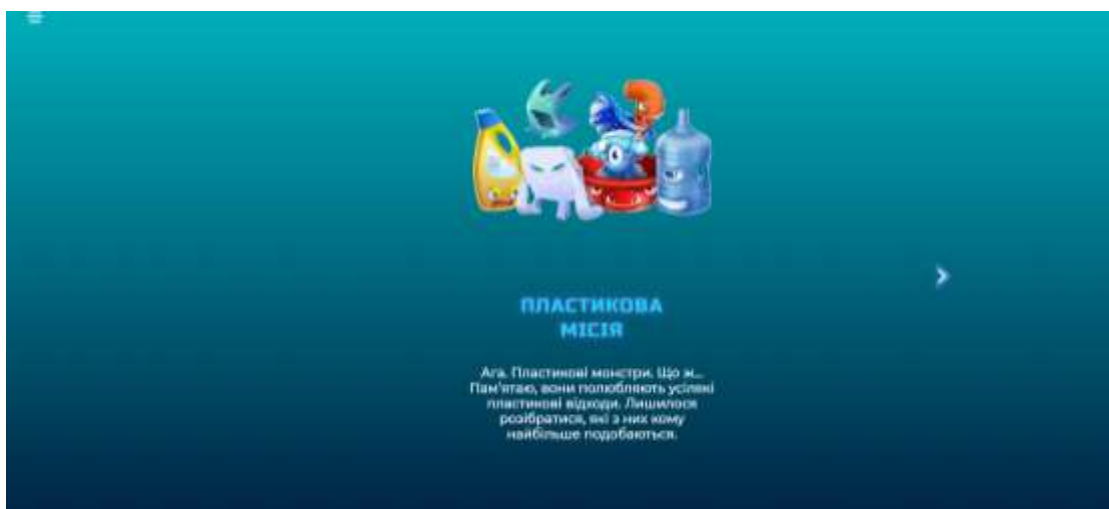 ПЛАСТИКОВА
МІСІЯ
Ага. Пластикові монстри. Що ж...
Пам'ятаю, вони полюбляють усілякі
пластикові відходи. Лишилося
розібратися, які з них кому
найбільше подобаються.